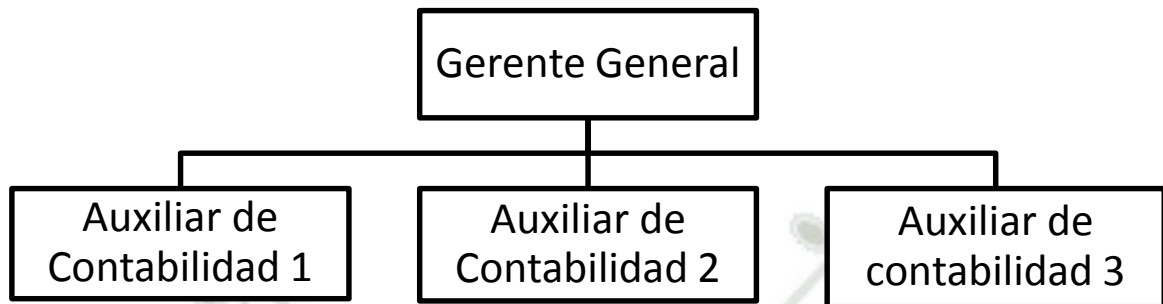 Gerente General
Auxiliar de
Contabilidad 1
Auxiliar de
Contabilidad 2
Auxiliar de
contabilidad 3